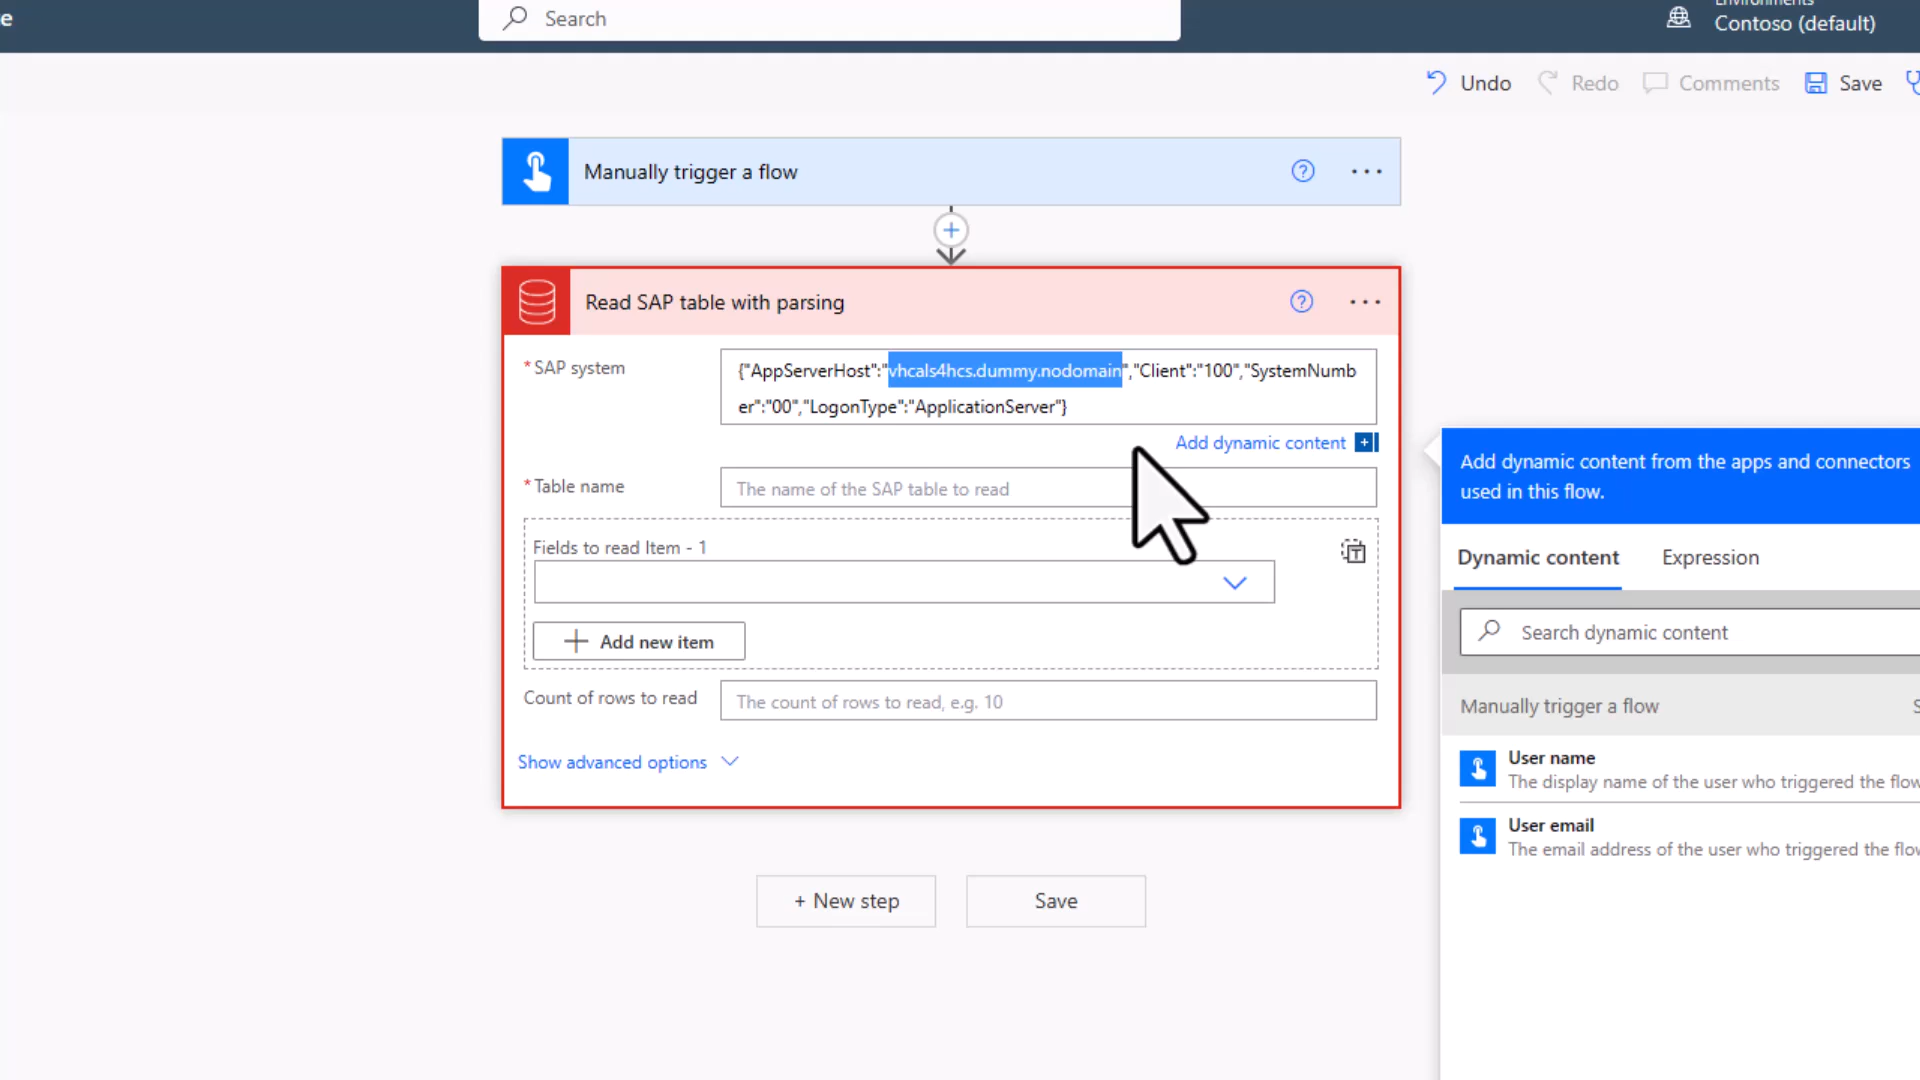 e
Search
Contoso (default)
Undo
Redo
Comments
Save
Manually trigger a flow
Read SAP table with parsing
* SAP system
{"AppServerHost":"vhcals4hcs.dummy.nodomain","Client":"100","SystemNumb
er":"00","LogonType":"ApplicationServer"}
Add dynamic content
* Table name
The name of the SAP table to read
Fields to read Item - 1
Add new item
Count of rows to read
The count of rows to read, e.g. 10
Show advanced options
+ New step
Save
Add dynamic content from the apps and connectors
used in this flow.
Dynamic content
Expression
Search dynamic content
Manually trigger a flow
User name
The display name of the user who triggered the flow
User email
The email address of the user who triggered the flow